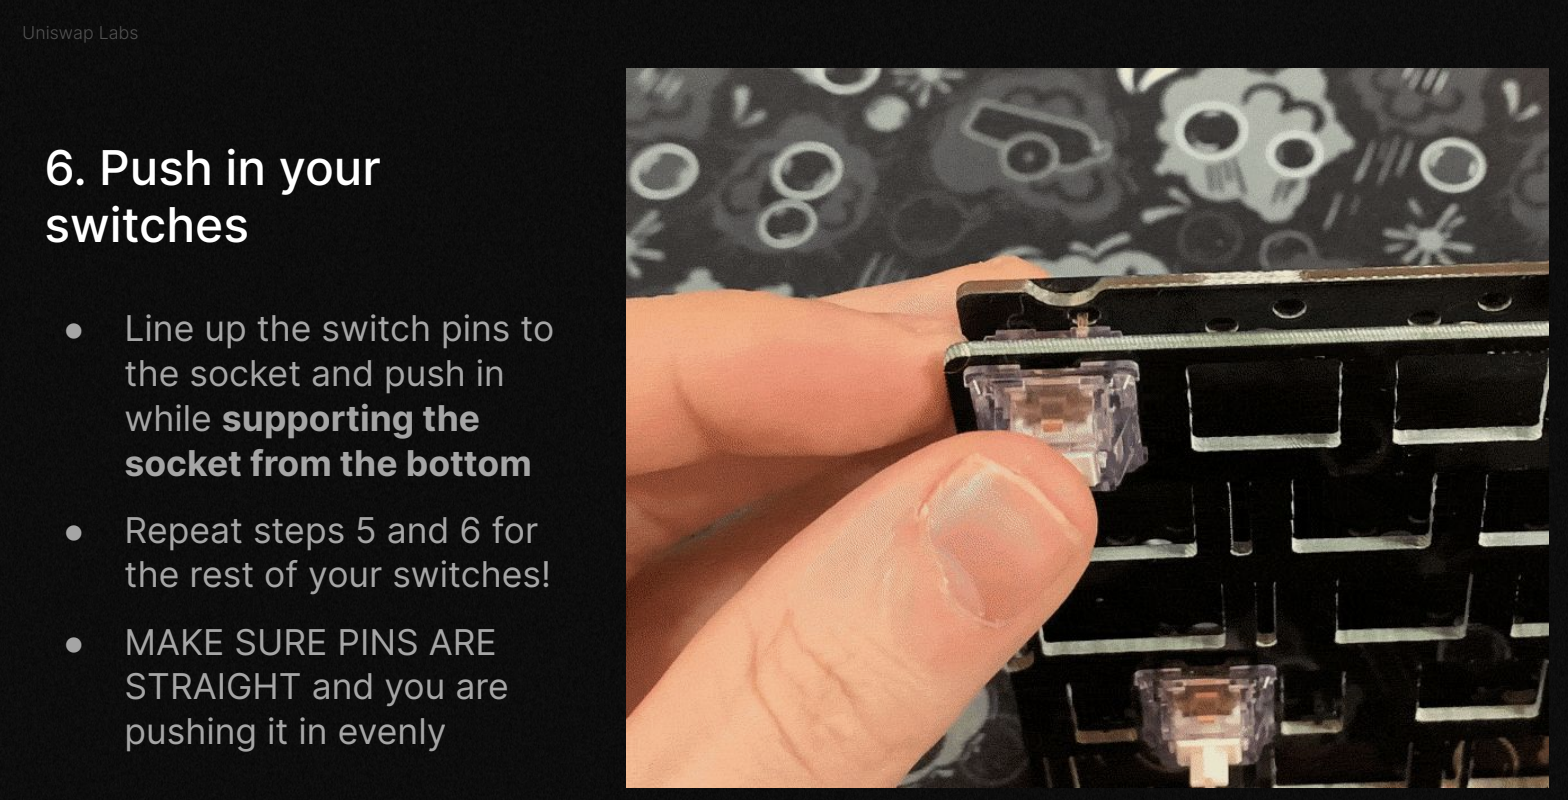 Uniswap Labs
6. Push in your
switches
● Line up the switch pins to
the socket and push in
while supporting the
socket from the bottom
● Repeat steps 5 and 6 for
the rest of your switches!
● MAKE SURE PINS ARE
STRAIGHT and you are
pushing it in evenly